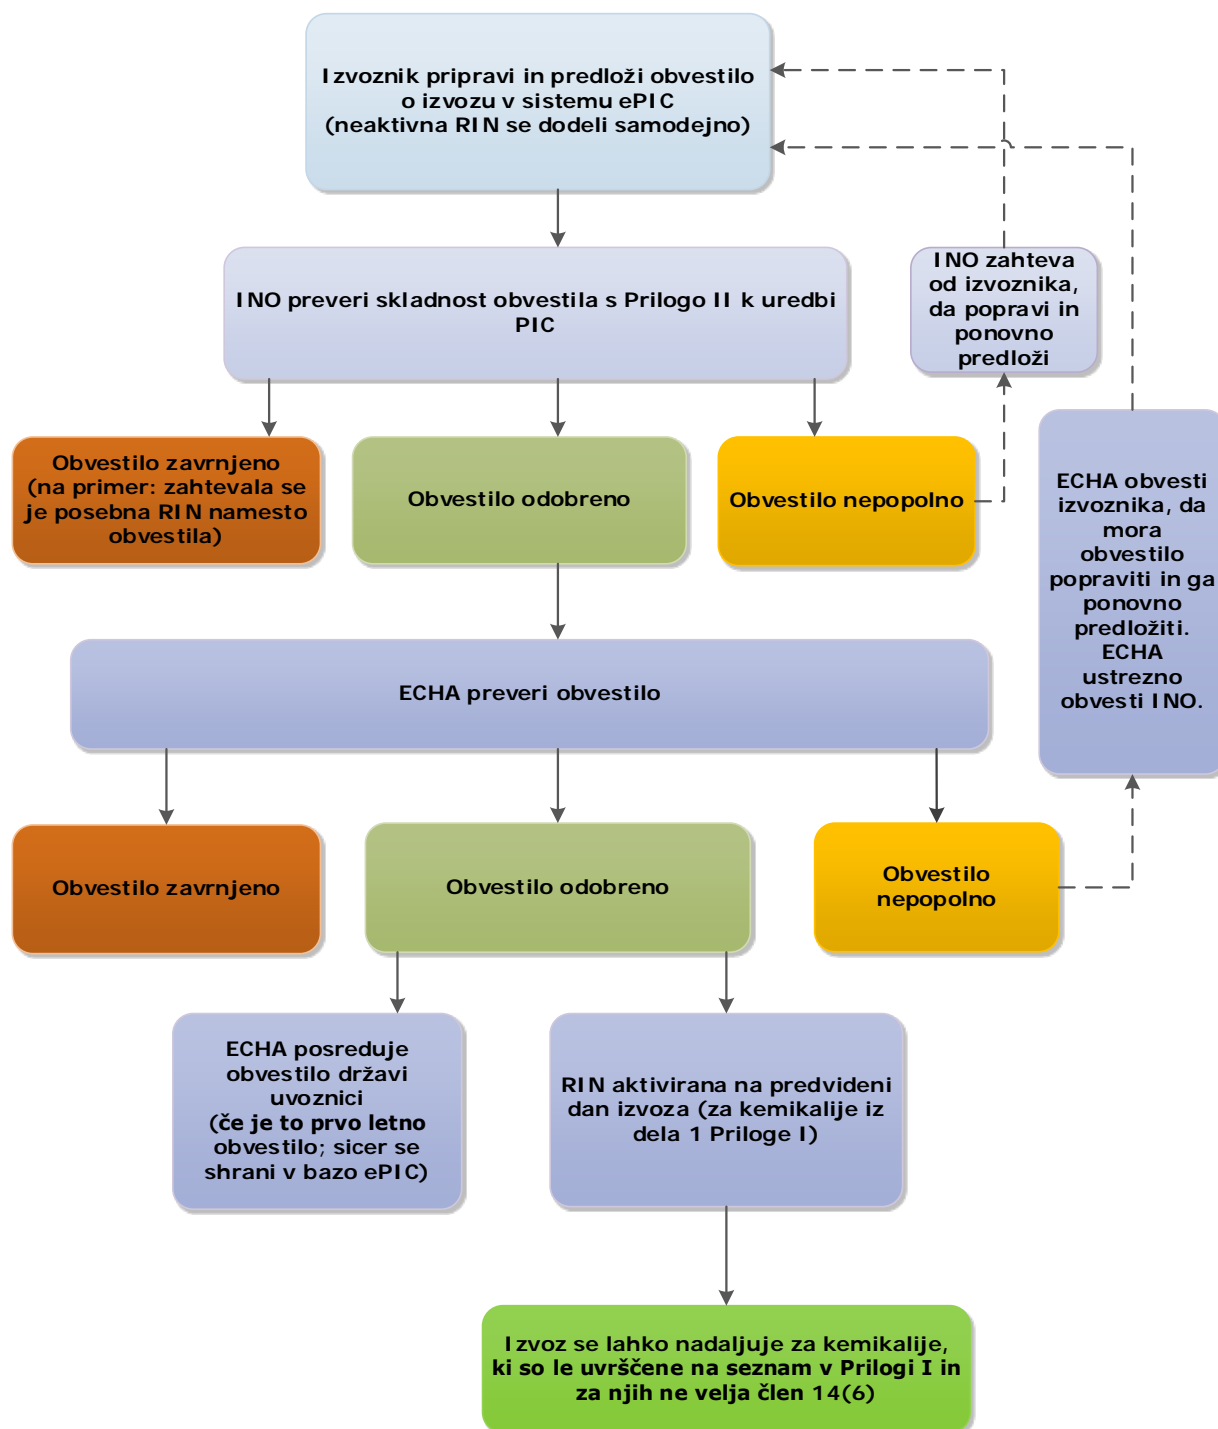 Izvoznik pripravi in predloži obvestilo
o izvozu v sistemu ePIC
(neaktivna RIN se dodeli samodejno)
INO preveri skladnost obvestila s Prilogo II k uredbi
PIC
INO zahteva
od izvoznika,
da popravi in
ponovno
predloži
Obvestilo zavrnjeno
(na primer: zahtevala se
je posebna RIN namesto
obvestila)
Obvestilo odobreno
Obvestilo nepopolno
ECHA obvesti
izvoznika, da
mora
obvestilo
popraviti in ga
ponovno
predložiti.
ECHA
ustrezno
obvesti INO.
ECHA preveri obvestilo
Obvestilo zavrnjeno
Obvestilo odobreno
Obvestilo
nepopolno
ECHA posreduje
obvestilo državi
uvoznici
(če je to prvo letno
obvestilo; sicer se
shrani v bazo ePIC)
RIN aktivirana na predvideni
dan izvoza (za kemikalije iz
dela 1 Priloge I)
Izvoz se lahko nadaljuje za kemikalije,
ki so le uvrščene na seznam v Prilogi I in
za njih ne velja člen 14(6)